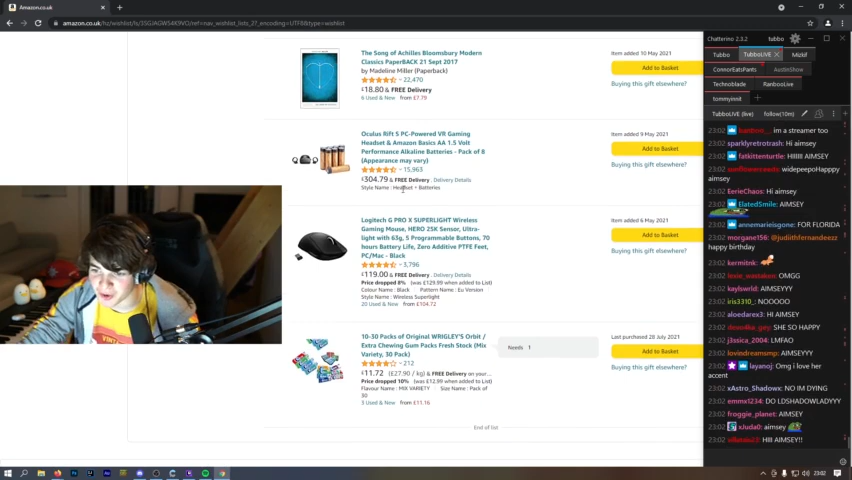 Amazon.co.uk
amazon.co.uk/hz/wishlist/ls/3SGJAGW54K9VO/ref=nav_wishlist_lists_2?_encoding=UTF8&type=wishlist
The Song of Achilles Bloomsbury Modern
Classics PaperBACK 21 Sept 2017
by Madeline Miller (Paperback)
22,470
£18.80 & FREE Delivery
6 Used & New from £7.79
Item added 10 May 2021
Add to Basket
Buying this gift elsewhere?
Oculus Rift S PC-Powered VR Gaming
Headset & Amazon Basics AA 1.5 Volt
Performance Alkaline Batteries - Pack of 8
(Appearance may vary)
15,963
£304.79 & FREE Delivery. Delivery Details
Style Name : Headset + Batteries
Item added 9 May 2021
Add to Basket
Buying this gift elsewhere?
Logitech G PRO X SUPERLIGHT Wireless
Gaming Mouse, HERO 25K Sensor, Ultra-
light with 63g, 5 Programmable Buttons, 70
hours Battery Life, Zero Additive PTFE Feet,
PC/Mac - Black
3,796
£119.00 & FREE Delivery. Delivery Details
Price dropped 8% (was £129.99 when added to List)
Colour Name : Black Pattern Name : Eu Version
Style Name : Wireless Superlight
20 Used & New from £104.72
Item added 6 May 2021
Add to Basket
Buying this gift elsewhere?
10-30 Packs of Original WRIGLEY'S Orbit /
Extra Chewing Gum Packs Fresh Stock (Mix
Variety, 30 Pack)
212
£11.72 (£27.90 / kg) & FREE Delivery on your...
Price dropped 10% (was £12.99 when added to List)
Flavour Name : MIX VARIETY Size Name : Pack of
30
3 Used & New from £11.16
Needs 1
Last purchased 28 July 2021
Add to Basket
Buying this gift elsewhere?
End of list
Chatterino 2.3.2 tubbo
Tubbo TubboLIVE Mizkif
ConnorEatsPants AustinShow
Technoblade RanbooLive
tommyinnit
TubboLIVE (live) follow(10m)
im a streamer too
23:02 sparklyretrotrash: Hi aimsey
23:02 fatkittenturtle: HIIIIII AIMSEY
widepeepoHappyy
aimsey
23:02 EerieChaos: Hi aimsey
23:02 ElatedSmile: AIMSEY
23:02 annemarieisgone: FOR FLORIDA
23:02 morgane156: @judiithfernandeezz
happy birthday
23:02 kermitnk:
OMGG
23:02 kaylswrld: AIMSEYYY
23:02 iris3310_: NOOOOO
23:02 aloedarex3: HI AIMSEY
SHE SO HAPPY
23:02 j3ssica_2004: LMFAO
23:02 loviedreamsmp: AIMSEYYY
23:02 layanoj: Omg i love her
accent
23:02 xAstro_Shadowx: NO IM DYING
23:02 emmx1234: DO LDSHADOWLADYYY
23:02 froggie_planet: AIMSEY
23:02 xJuda0: aimsey
HIII AIMSEY!!
23:02